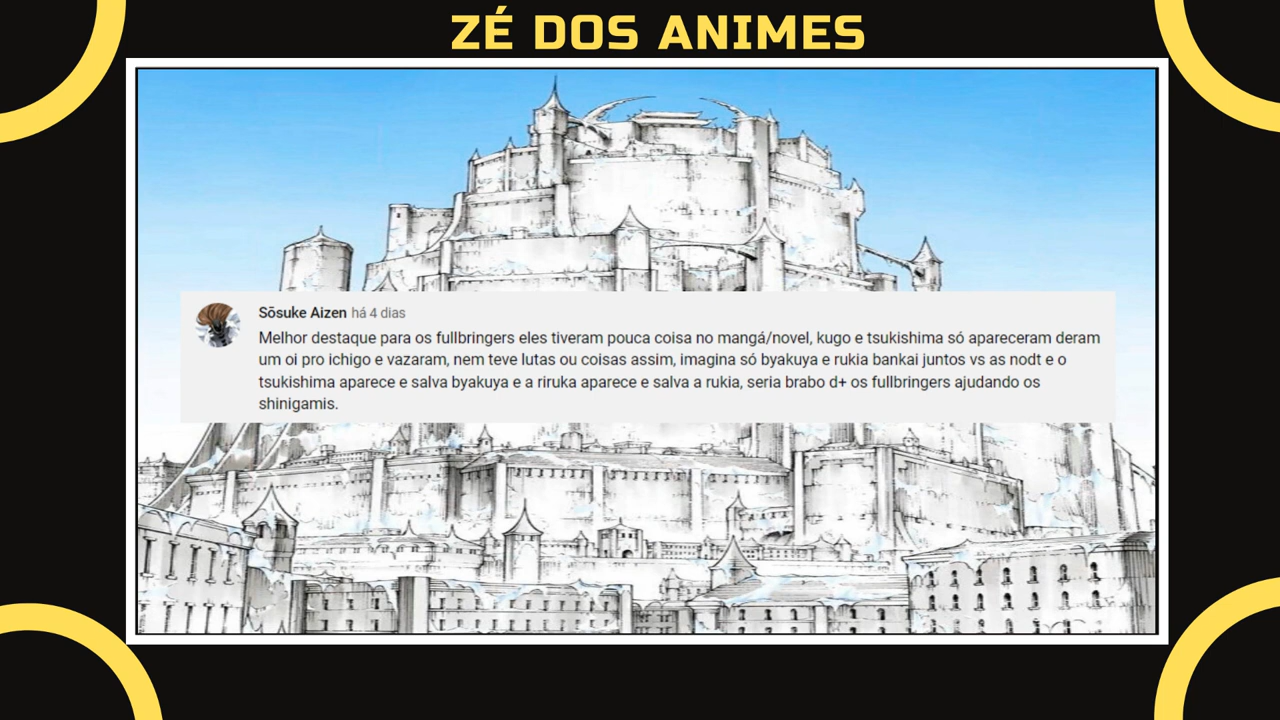 ZÉ DOS ANIMES
Sōsuke Aizen há 4 dias
Melhor destaque para os fullbringers eles tiveram pouca coisa no mangá/novel, kugo e tsukishima só apareceram deram
um oi pro ichigo e vazaram, nem teve lutas ou coisas assim, imagina só byakuya e rukia bankai juntos vs as nodt e o
tsukishima aparece e salva byakuya e a riruka aparece e salva a rukia, seria brabo d+ os fullbringers ajudando os
shinigamis.